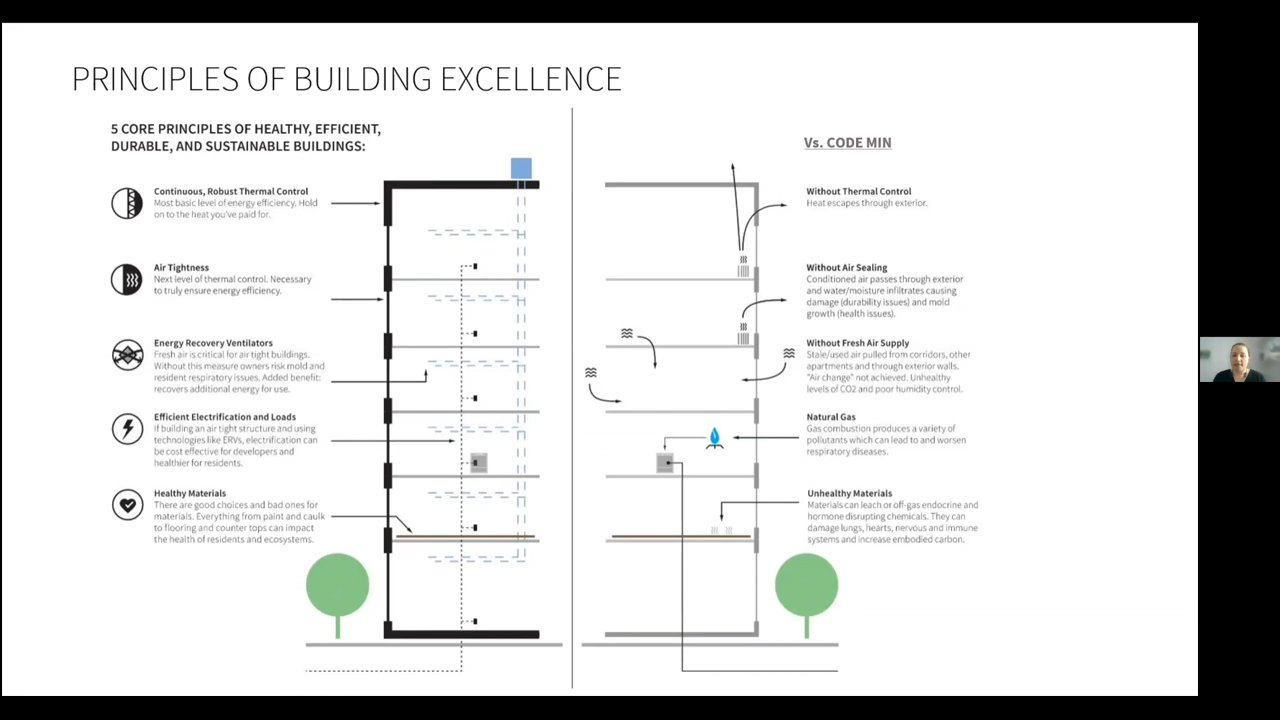 PRINCIPLES OF BUILDING EXCELLENCE
5 CORE PRINCIPLES OF HEALTHY, EFFICIENT,
DURABLE, AND SUSTAINABLE BUILDINGS:
Continuous, Robust Thermal Control
Most basic level of energy efficiency. Hold
on to the heat you've paid for.
Air Tightness
Next level of thermal control. Necessary
to truly ensure energy efficiency.
Energy Recovery Ventilators
Fresh air is critical for air tight buildings.
Without this measure owners risk mold and
resident respiratory issues. Added benefit:
recovers additional energy for use.
Efficient Electrification and Loads
If building an air tight structure and using
technologies like ERVs, electrification can
be cost effective for developers and
healthier for residents.
Healthy Materials
There are good choices and bad ones for
materials. Everything from paint and caulk
to flooring and counter tops can impact
the health of residents and ecosystems.
Vs. CODE MIN
Without Thermal Control
Heat escapes through exterior.
Without Air Sealing
Conditioned air passes through exterior
and water/moisture infiltrates causing
damage (durability issues) and mold
growth (health issues).
Without Fresh Air Supply
Stale/used air pulled from corridors, other
apartments and through exterior walls.
"Air change" not achieved. Unhealthy
levels of CO2 and poor humidity control.
Natural Gas
Gas combustion produces a variety of
pollutants which can lead to and worsen
respiratory diseases.
Unhealthy Materials
Materials can leach or off-gas endocrine and
hormone disrupting chemicals. They can
damage lungs, hearts, nervous and immune
systems and increase embodied carbon.